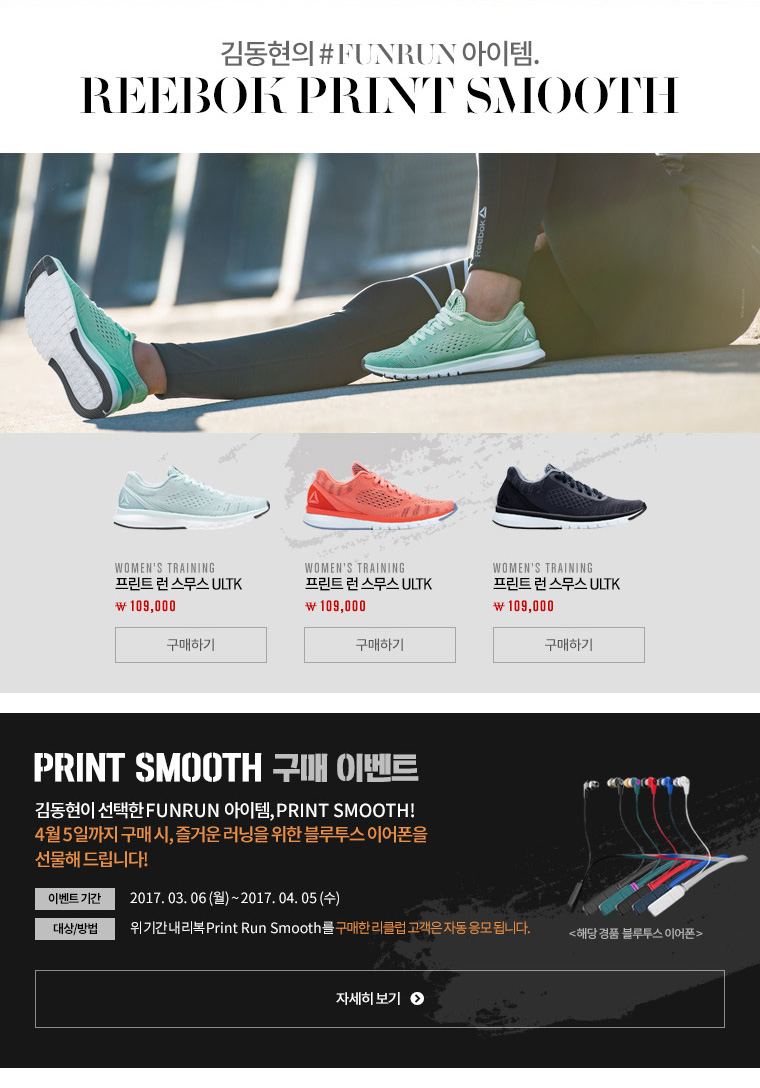 김동현의 #FUNRUN 아이템.
REEBOK PRINT SMOOTH
Reebok
WOMEN'S TRAINING
프린트 런 스무스 ULTK
₩ 109,000
구매하기
WOMEN'S TRAINING
프린트 런 스무스 ULTK
₩ 109,000
구매하기
WOMEN'S TRAINING
프린트 런 스무스 ULTK
₩ 109,000
구매하기
PRINT SMOOTH 구매 이벤트
김동현이 선택한 FUNRUN 아이템, PRINT SMOOTH!
4월 5일까지 구매 시, 즐거운 러닝을 위한 블루투스 이어폰을
선물해 드립니다!
이벤트 기간 2017. 03. 06 (월) ~ 2017. 04. 05 (수)
대상/방법 위 기간 내 리복 Print Run Smooth를 구매한 리클럽 고객은 자동 응모 됩니다.
<해당 경품 블루투스 이어폰>
자세히 보기